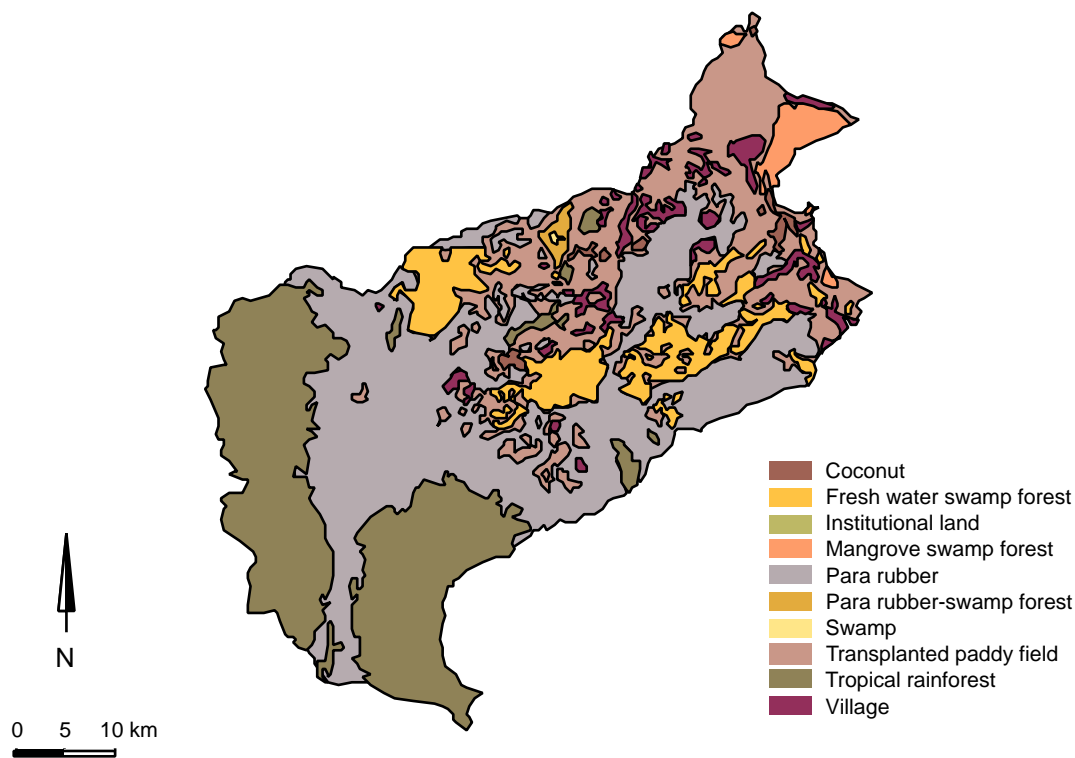 Coconut
Fresh water swamp forest
Institutional land
Mangrove swamp forest
Para rubber
Para rubber-swamp forest
Swamp
Transplanted paddy field
Tropical rainforest
Village
N
0 5 10 km